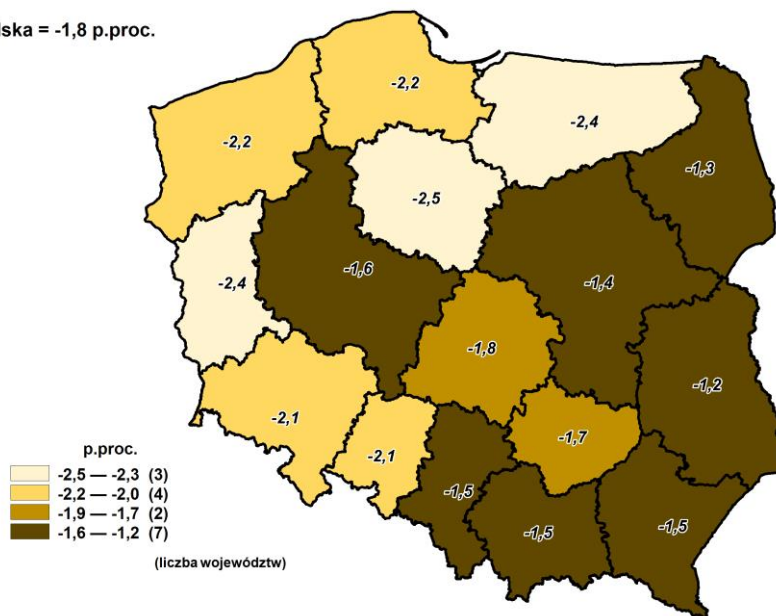 lska = -1,8 p.proc.
-2,2
-2,2
-2,4
-1,3
-2,5
-1,6
-1,4
-2,4
-1,8
-1,2
-2,1
-1,7
-2,1
-1,5
-1,5
-1,5
p.proc.
-2,5 — -2,3 (3)
-2,2 — -2,0 (4)
-1,9 — -1,7 (2)
-1,6 — -1,2 (7)
(liczba województw)